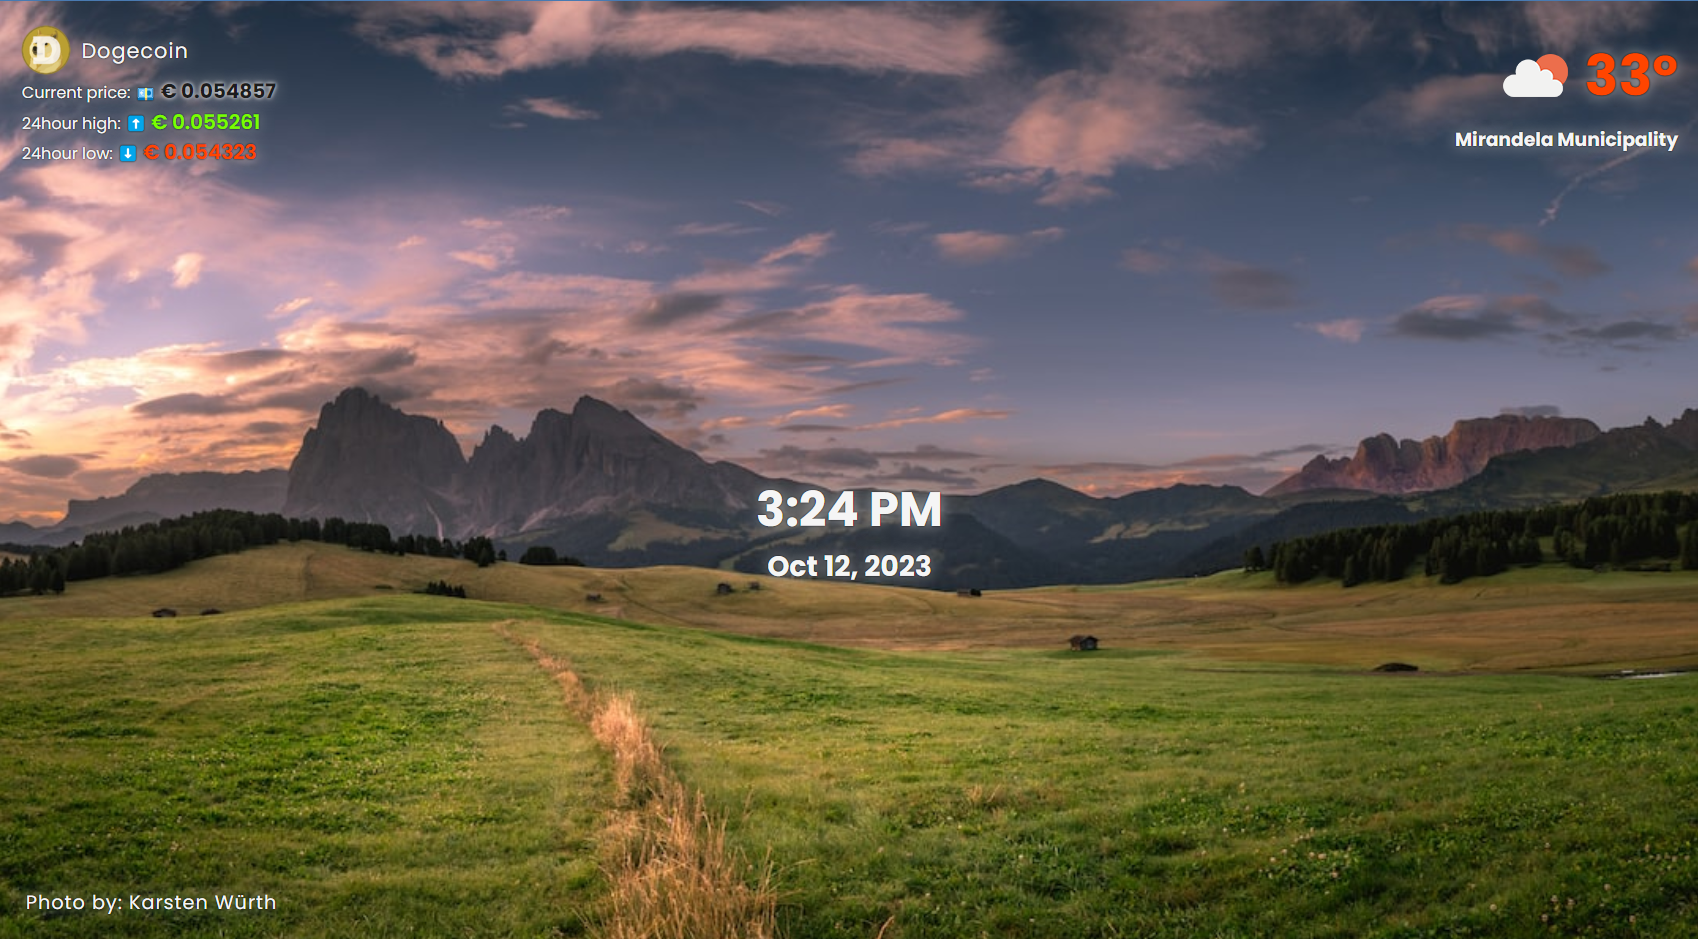 Dogecoin
Current price: € 0.054857
24hour high: € 0.055261
24hour low: € 0.054323
33°
Mirandela Municipality
3:24 PM
Oct 12, 2023
Photo by: Karsten Würth